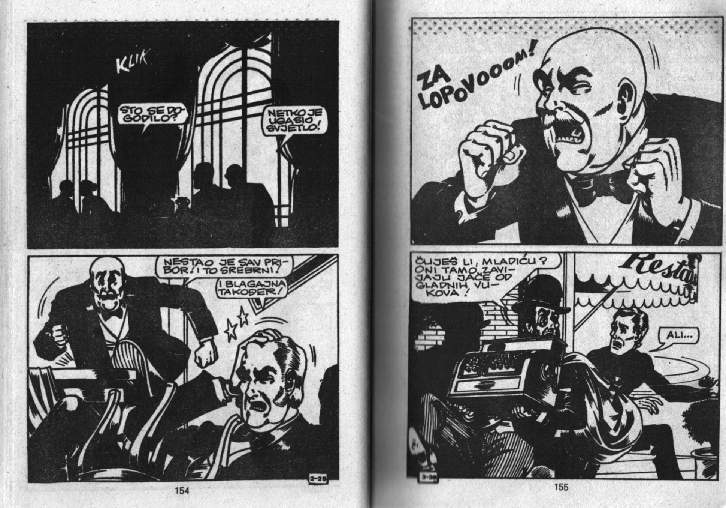 KLIK
ŠTO SE DO-
GODILO?
NETKO JE
UGASIO
SVJETLO!
NESTAO JE SAV PRI-
BOR! I TO SREBRNI!
I BLAGAJNA
TAKOĐER!
154
ZA
LOPOVOOOM!
ČUJEŠ LI, MLADIĆU?
ONI TAMO ZAVI-
JAJU JAČE OD
GLADNIH VU-
KOVA!
Resta
ALI...
155